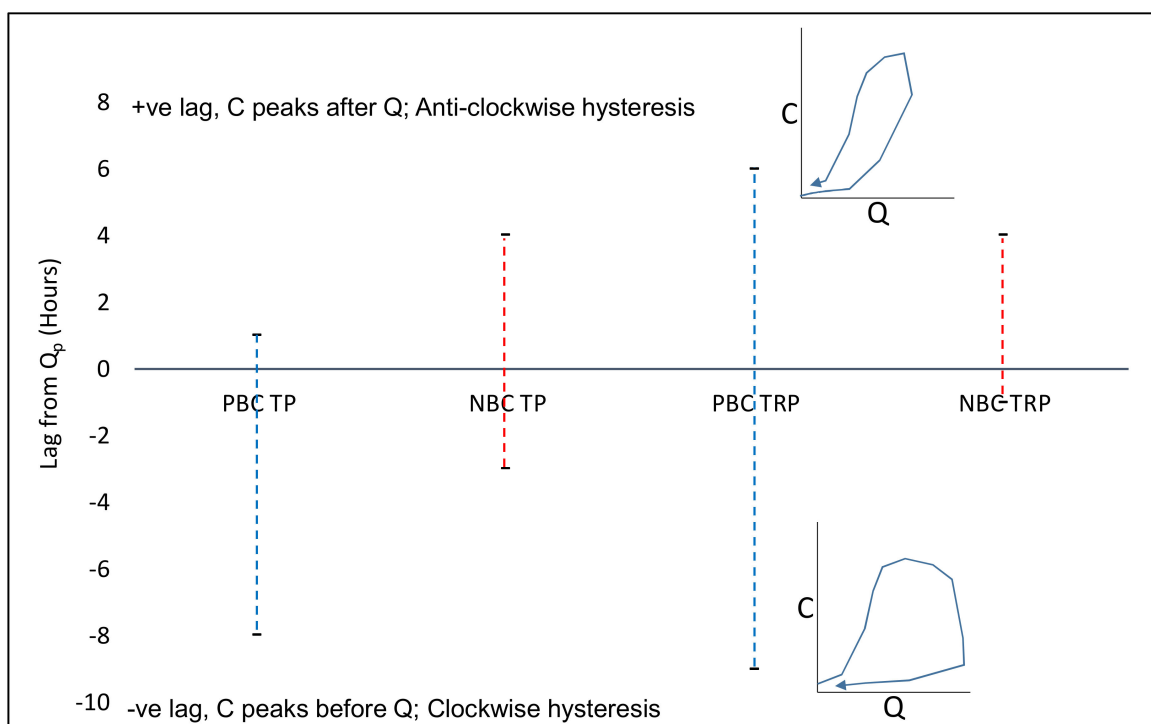 8
+ve lag, C peaks after Q; Anti-clockwise hysteresis
C
Q
6
4
2
0
-2
-4
-6
-8
-10
Lag from Qp (Hours)
PBC TP
NBC TP
PBC TRP
NBC TRP
C
Q
-ve lag, C peaks before Q; Clockwise hysteresis